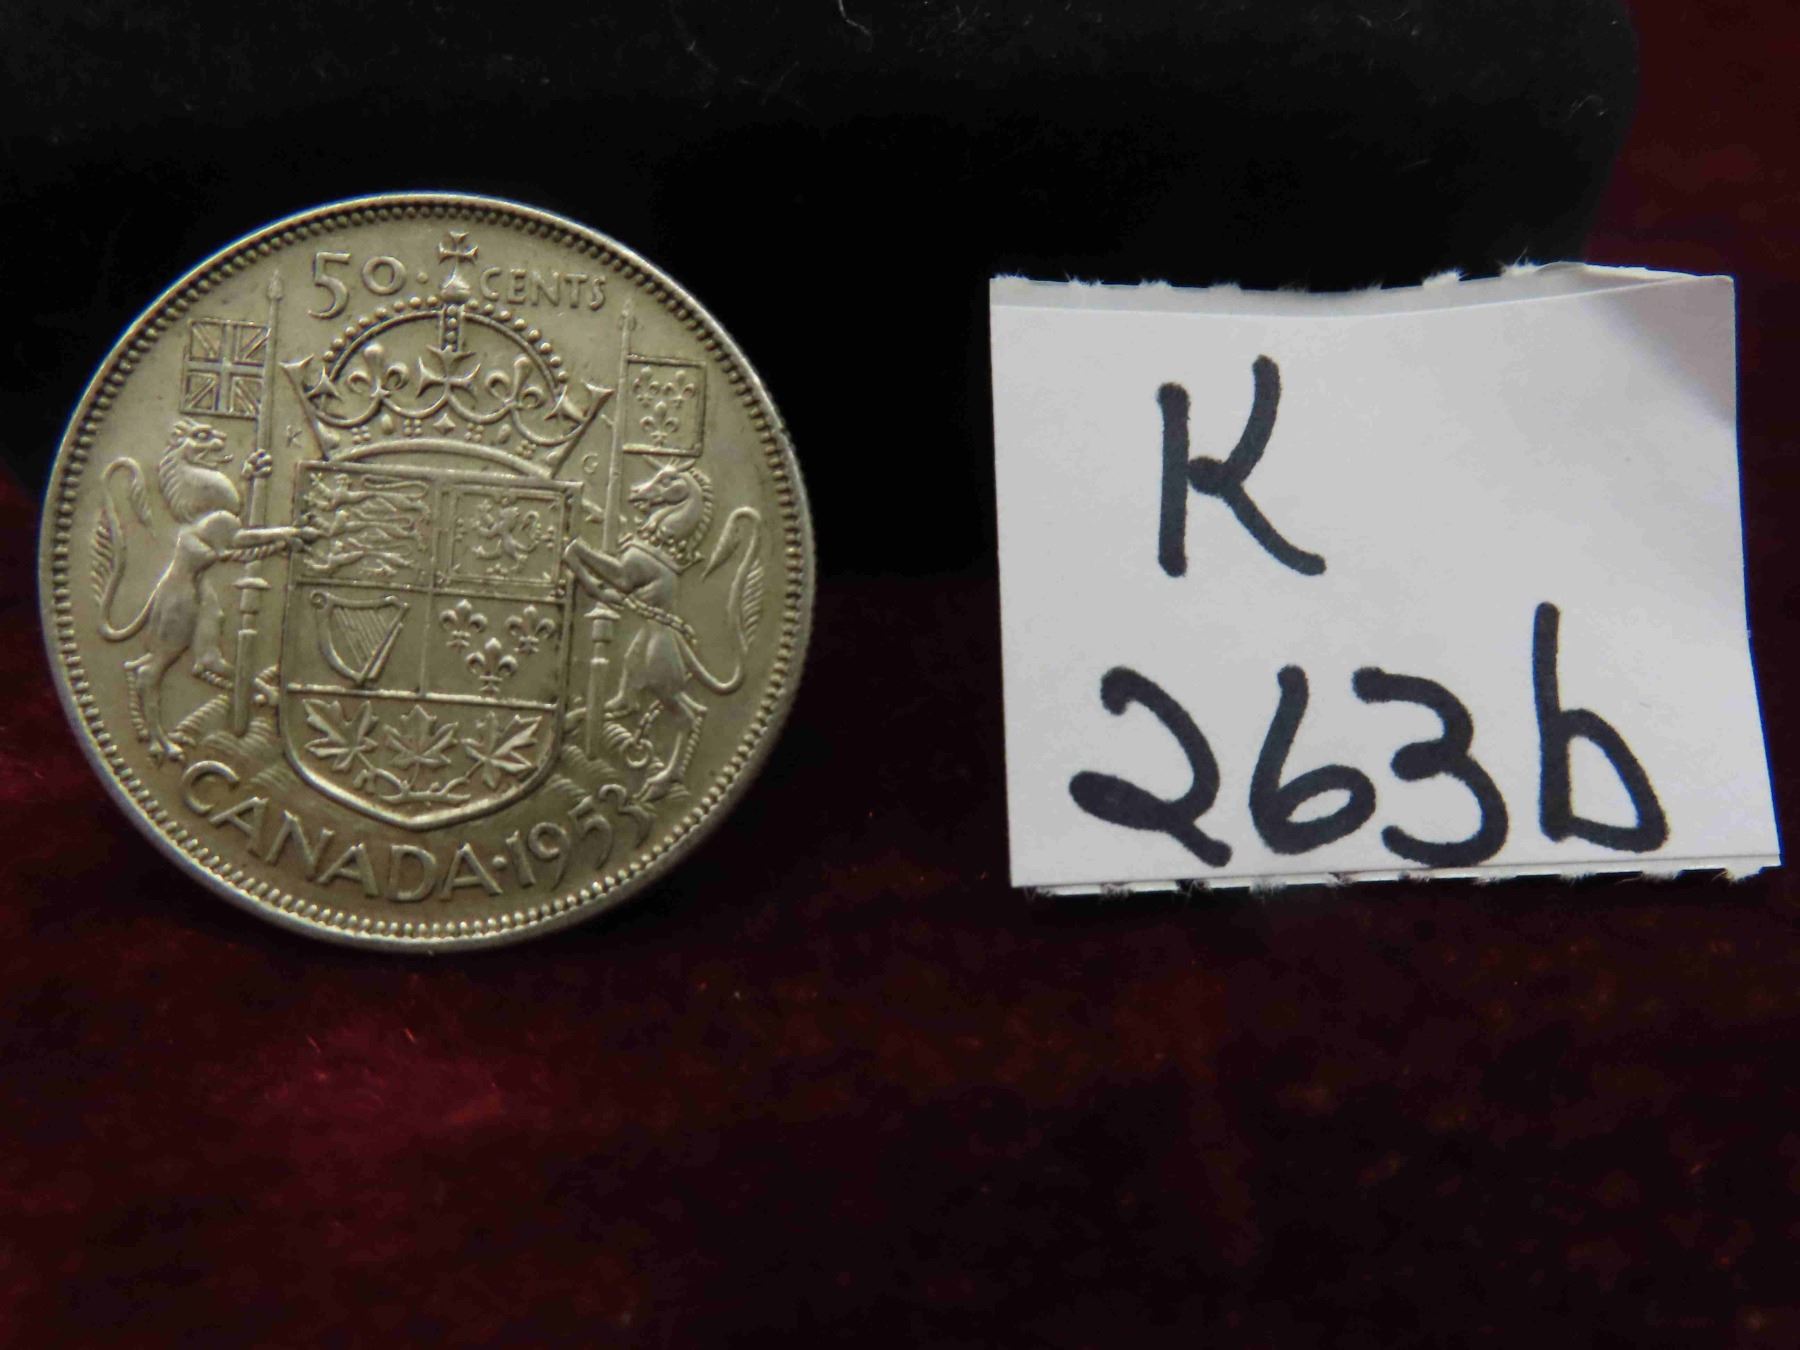 50 · CENTS
K G
CANADA · 1953
K
263b